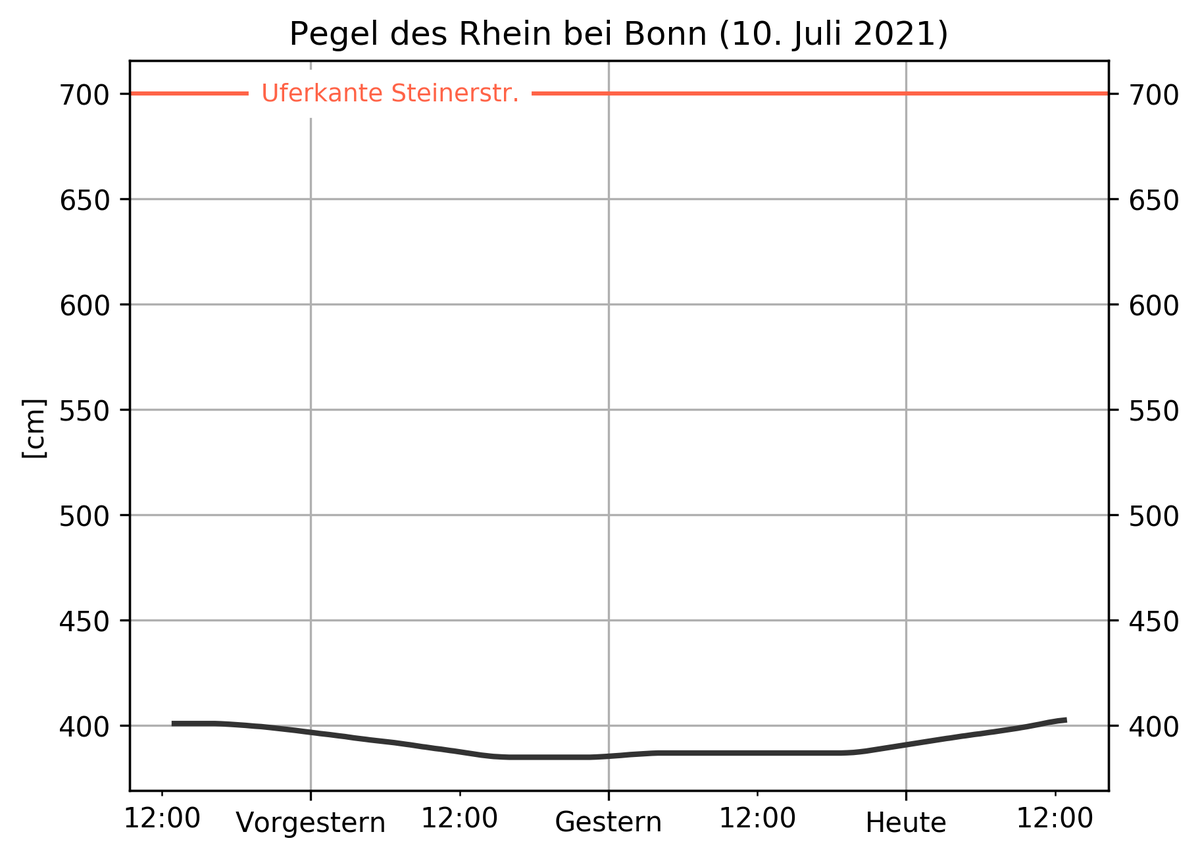 Pegel des Rhein bei Bonn (10. Juli 2021)
Uferkante Steinerstr.
700 700
650 650
600 600
550 550
500 500
450 450
400 400
[cm]
12:00 Vorgestern 12:00 Gestern 12:00 Heute 12:00